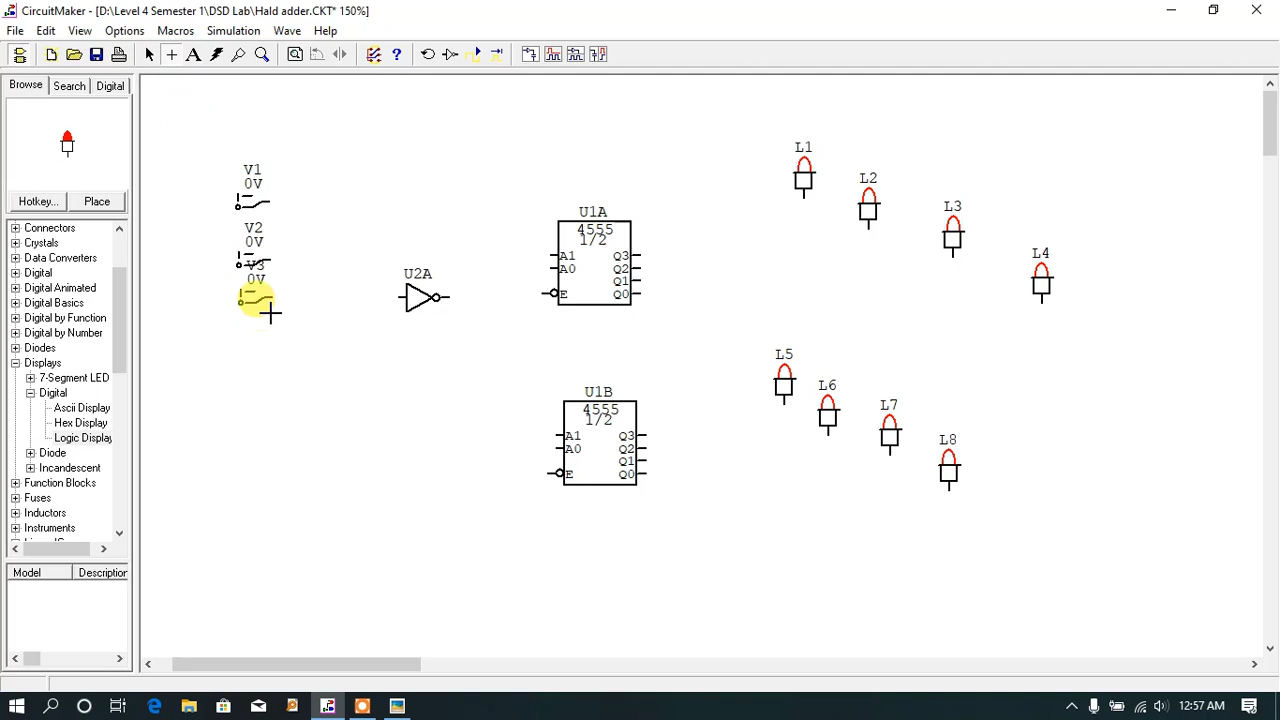 CircuitMaker - [D:\Level 4 Semester 1\DSD Lab\Hald adder.CKT* 150%]
File Edit View Options Macros Simulation Wave Help
Browse Search Digital
Hotkey... Place
Connectors
Crystals
Data Converters
Digital
Digital Animated
Digital Basics
Digital by Function
Digital by Number
Diodes
Displays
7-Segment LED
Digital
Ascii Display
Hex Display
Logic Display
Diode
Incandescent
Function Blocks
Fuses
Inductors
Instruments
Model Description
V1
0V
V2
0V
V3
0V
U2A
U1A
4555
1/2
A1 Q3
A0 Q2
Q1
E Q0
U1B
4555
1/2
A1 Q3
A0 Q2
Q1
E Q0
L1
L2
L3
L4
L5
L6
L7
L8
12:57 AM